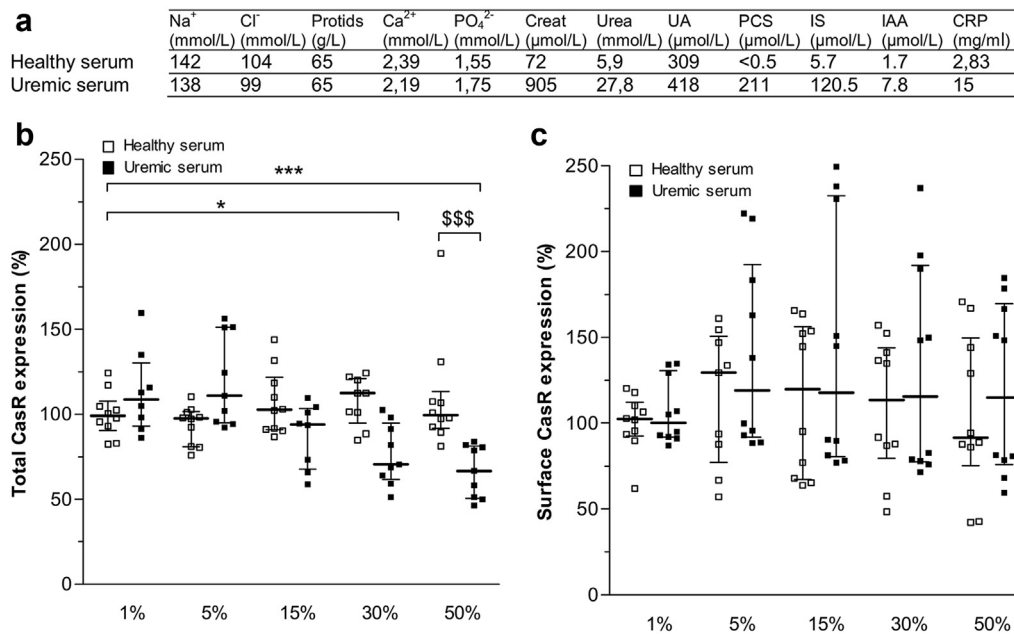 a
Na+ Cl- Protids Ca2+ PO42- Creat Urea UA PCS IS IAA CRP
(mmol/L) (mmol/L) (g/L) (mmol/L) (mmol/L) (µmol/L) (mmol/L) (µmol/L) (µmol/L) (µmol/L) (µmol/L) (mg/ml)
Healthy serum 142 104 65 2,39 1,55 72 5,9 309 <0.5 5.7 1.7 2,83
Uremic serum 138 99 65 2,19 1,75 905 27,8 418 211 120.5 7.8 15
b
Healthy serum
Uremic serum
***
*
$$$
Total CasR expression (%)
250
200
150
100
50
0
1% 5% 15% 30% 50%
c
Healthy serum
Uremic serum
Surface CasR expression (%)
250
200
150
100
50
0
1% 5% 15% 30% 50%